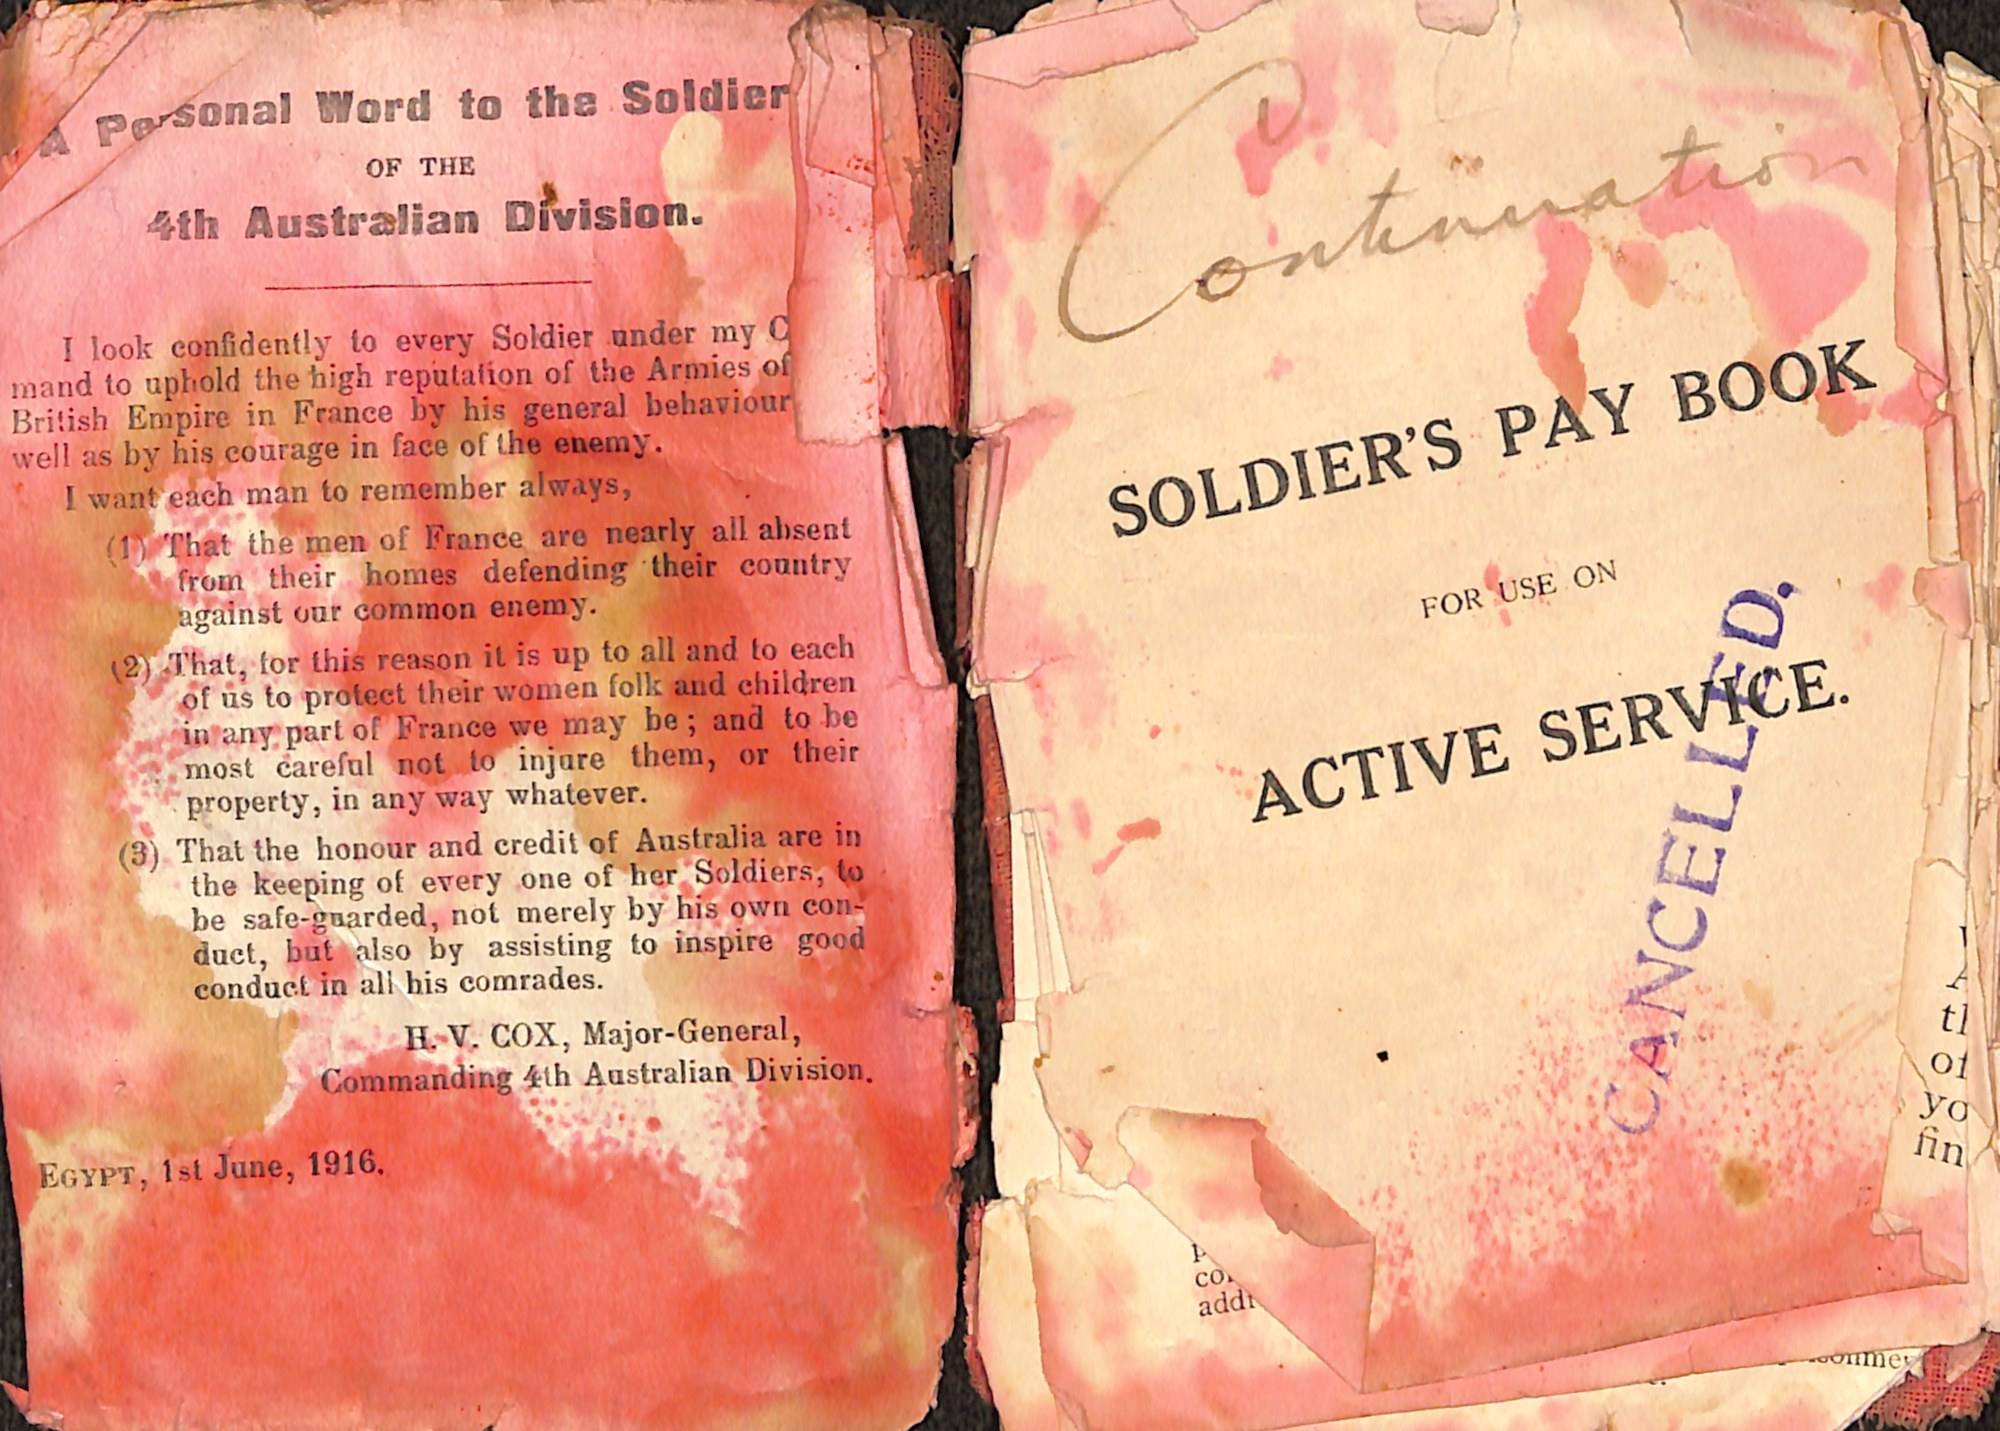 A Personal Word to the Soldier
OF THE
4th Australian Division.
I look confidently to every Soldier under my C
mand to uphold the high reputation of the Armies of
British Empire in France by his general behaviour
well as by his courage in face of the enemy.
I want each man to remember always,
(1) That the men of France are nearly all absent
from their homes defending their country
against our common enemy.
(2) That, for this reason it is up to all and to each
of us to protect their women folk and children
in any part of France we may be; and to be
most careful not to injure them, or their
property, in any way whatever.
(3) That the honour and credit of Australia are in
the keeping of every one of her Soldiers, to
be safe-guarded, not merely by his own con-
duct, but also by assisting to inspire good
conduct in all his comrades.
H. V. COX, Major-General,
Commanding 4th Australian Division.
EGYPT, 1st June, 1916.
Continuation
SOLDIER'S PAY BOOK
FOR USE ON
ACTIVE SERVICE.
CANCELLED.
of
yo
fin
co
addr